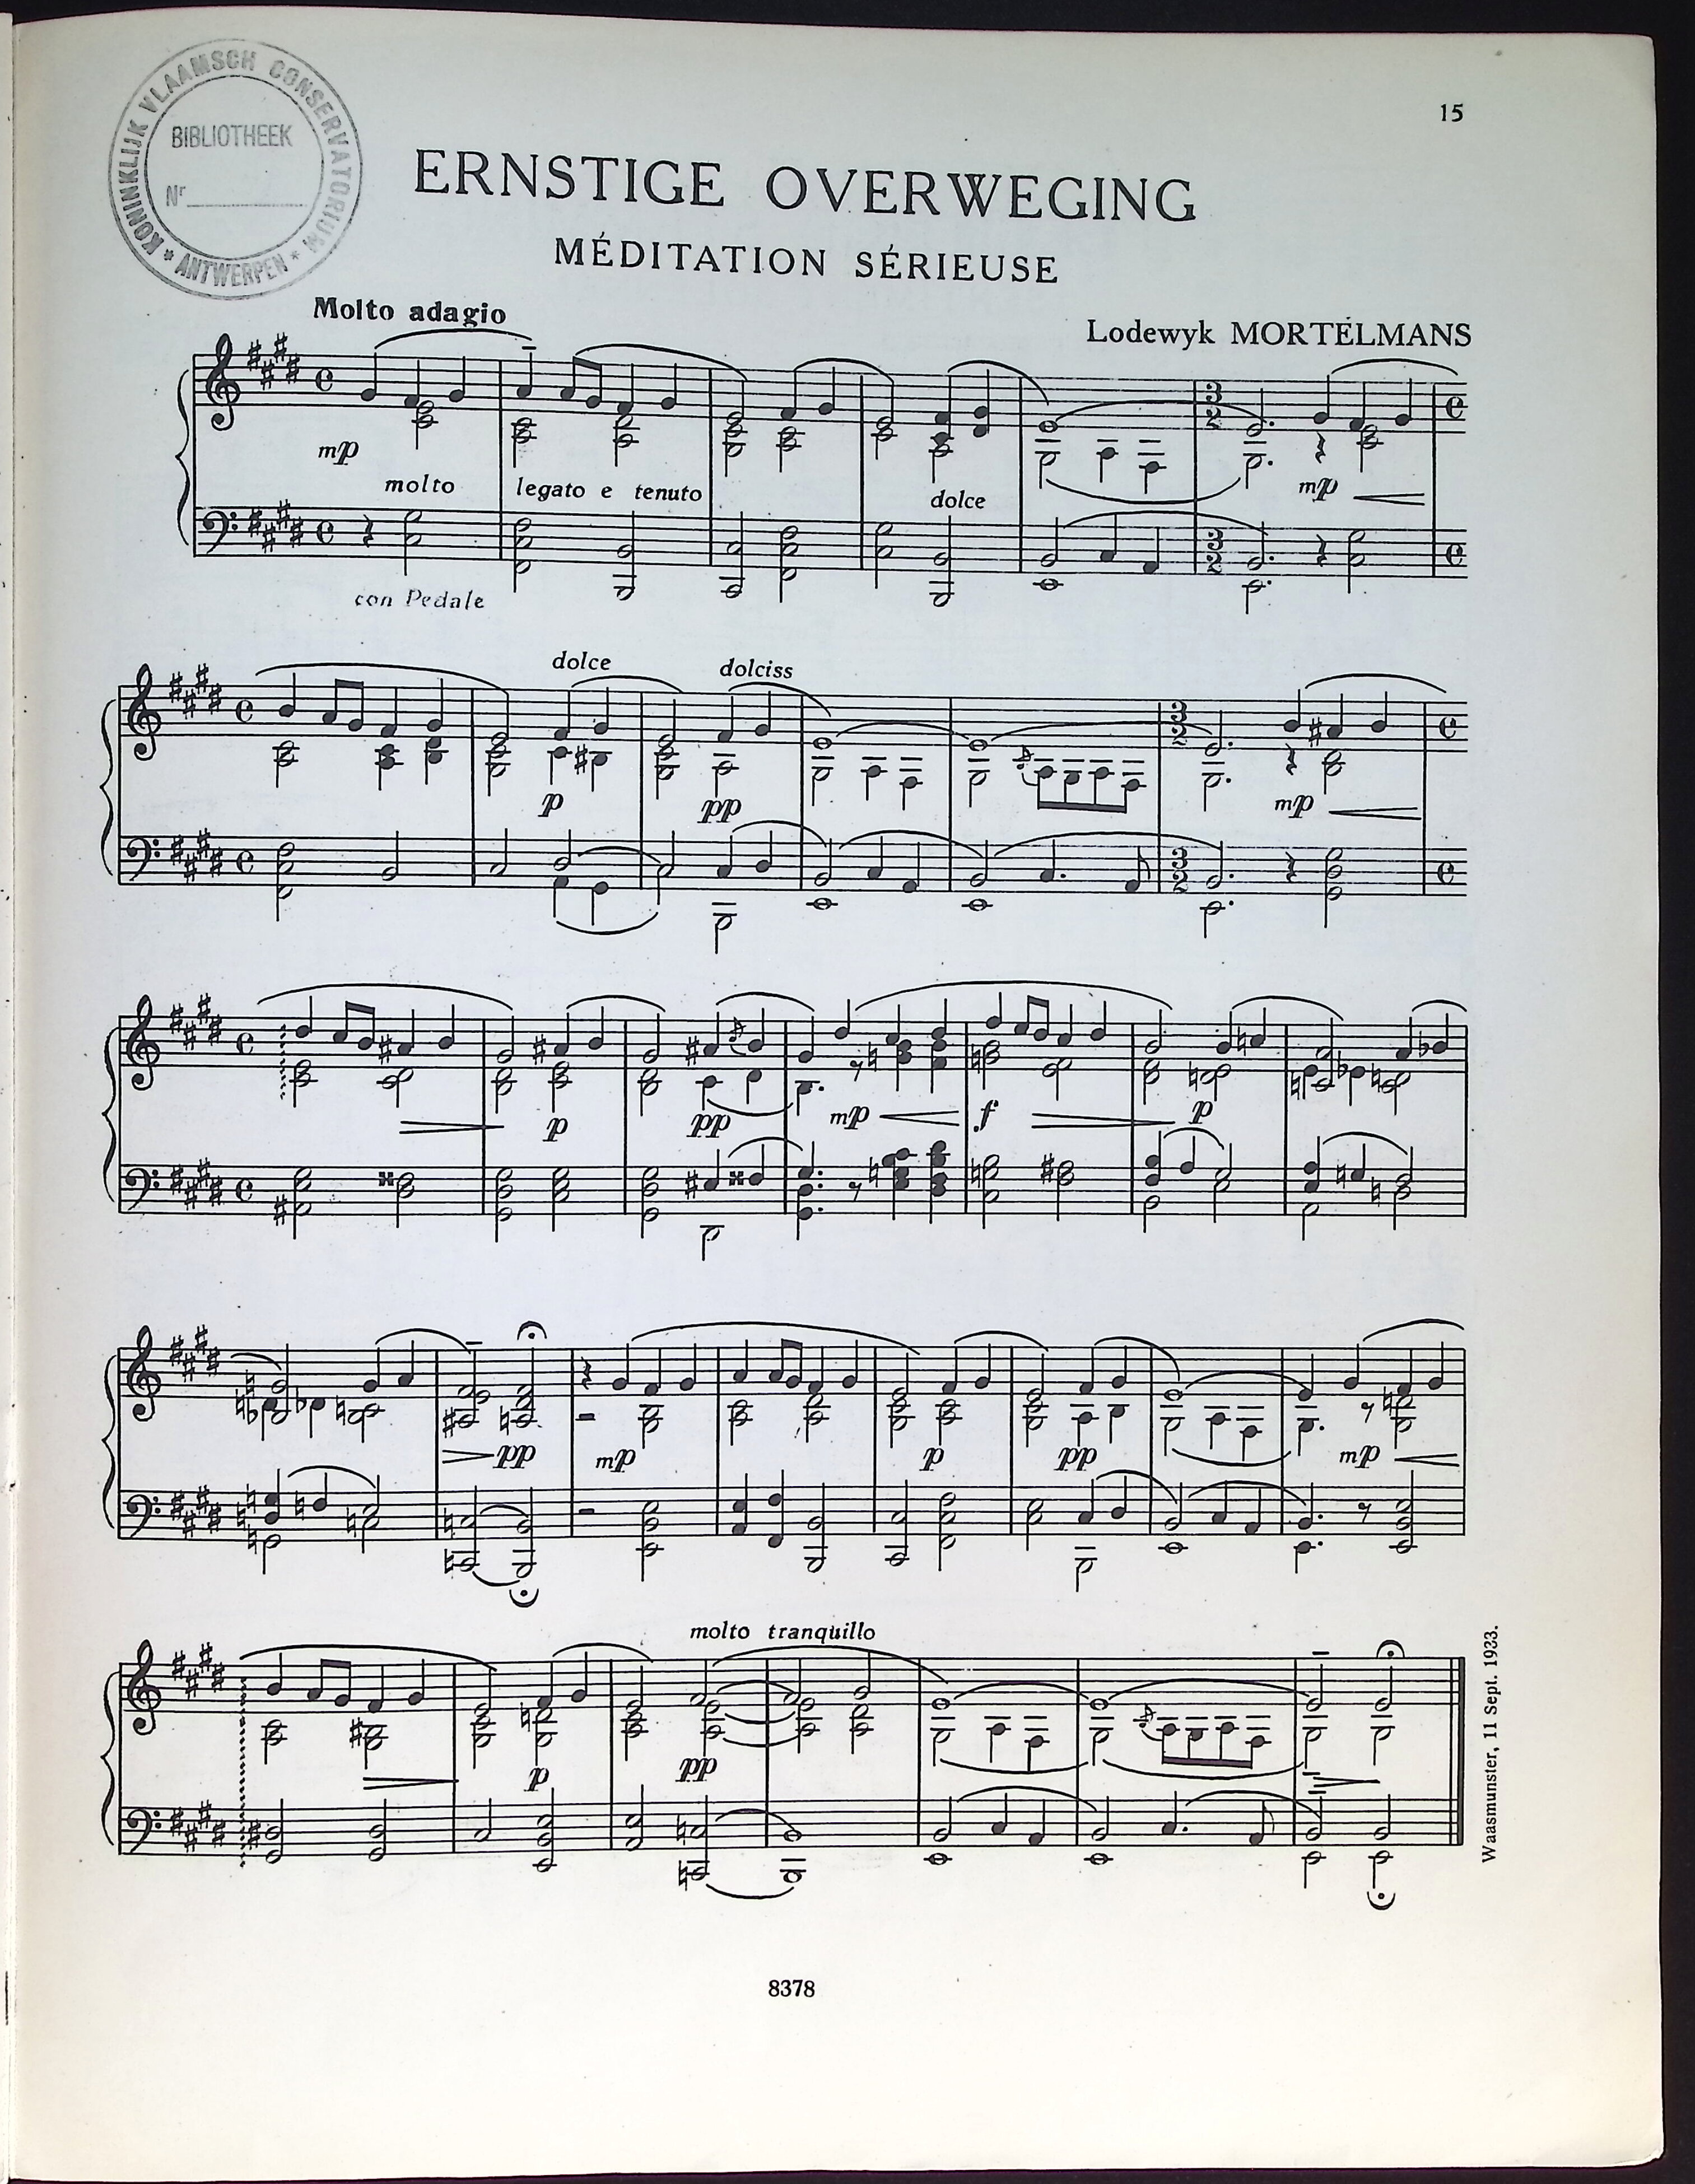 KONINKLIJK VLAAMSCH CONSERVATORIUM * ANTWERPEN *
BIBLIOTHEEK
Nr
15
ERNSTIGE OVERWEGING
MÉDITATION SÉRIEUSE
Molto adagio
Lodewyk MORTÉLMANS
mp
molto legato e tenuto
dolce
mp
con Pedale
dolce
dolciss
p
pp
mp
p
pp
mp
f
p
pp
mp
p
pp
mp
molto tranquillo
p
pp
Waasmunster, 11 Sept. 1933.
8378